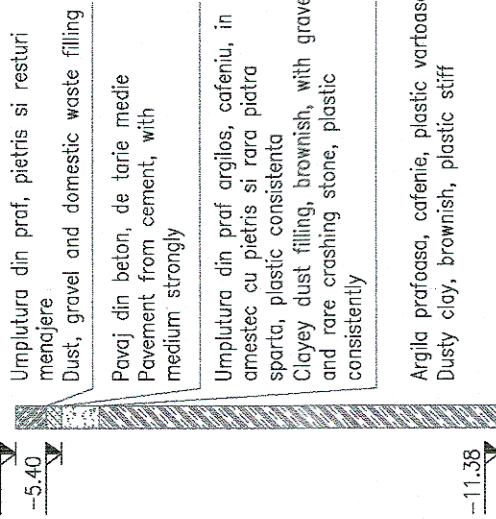 Umplutura din praf, pietris si resturi
menajere
Dust, gravel and domestic waste filling
-5.40
Pavaj din beton, de tarie medie
Pavement from cement, with
medium strongly
Umplutura din praf argilos, cafeniu, in
amestec cu pietris si rara piatra
sparta, plastic consistenta
Clayey dust filling, brownish, with grave
and rare crashing stone, plastic
consistently
Argila prafoasa, cafenie, plastic vartoasa
Dusty clay, brownish, plastic stiff
-11.38